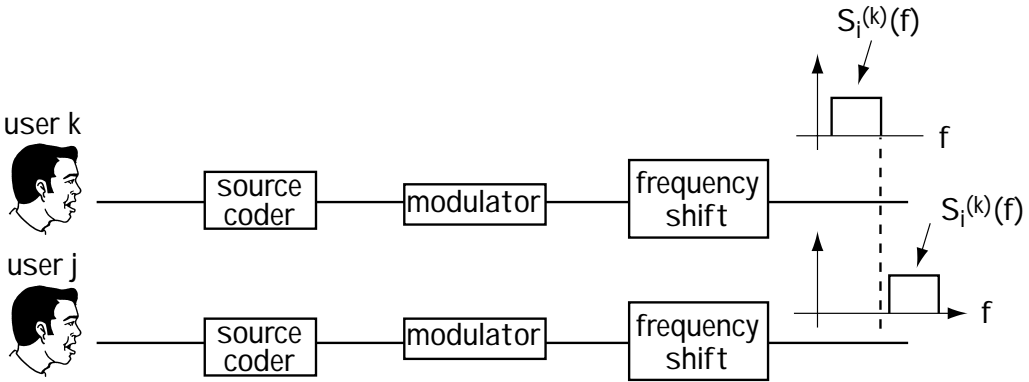 S_i^(k)(f)
f
user k
source
coder
modulator
frequency
shift
S_i^(k)(f)
f
user j
source
coder
modulator
frequency
shift